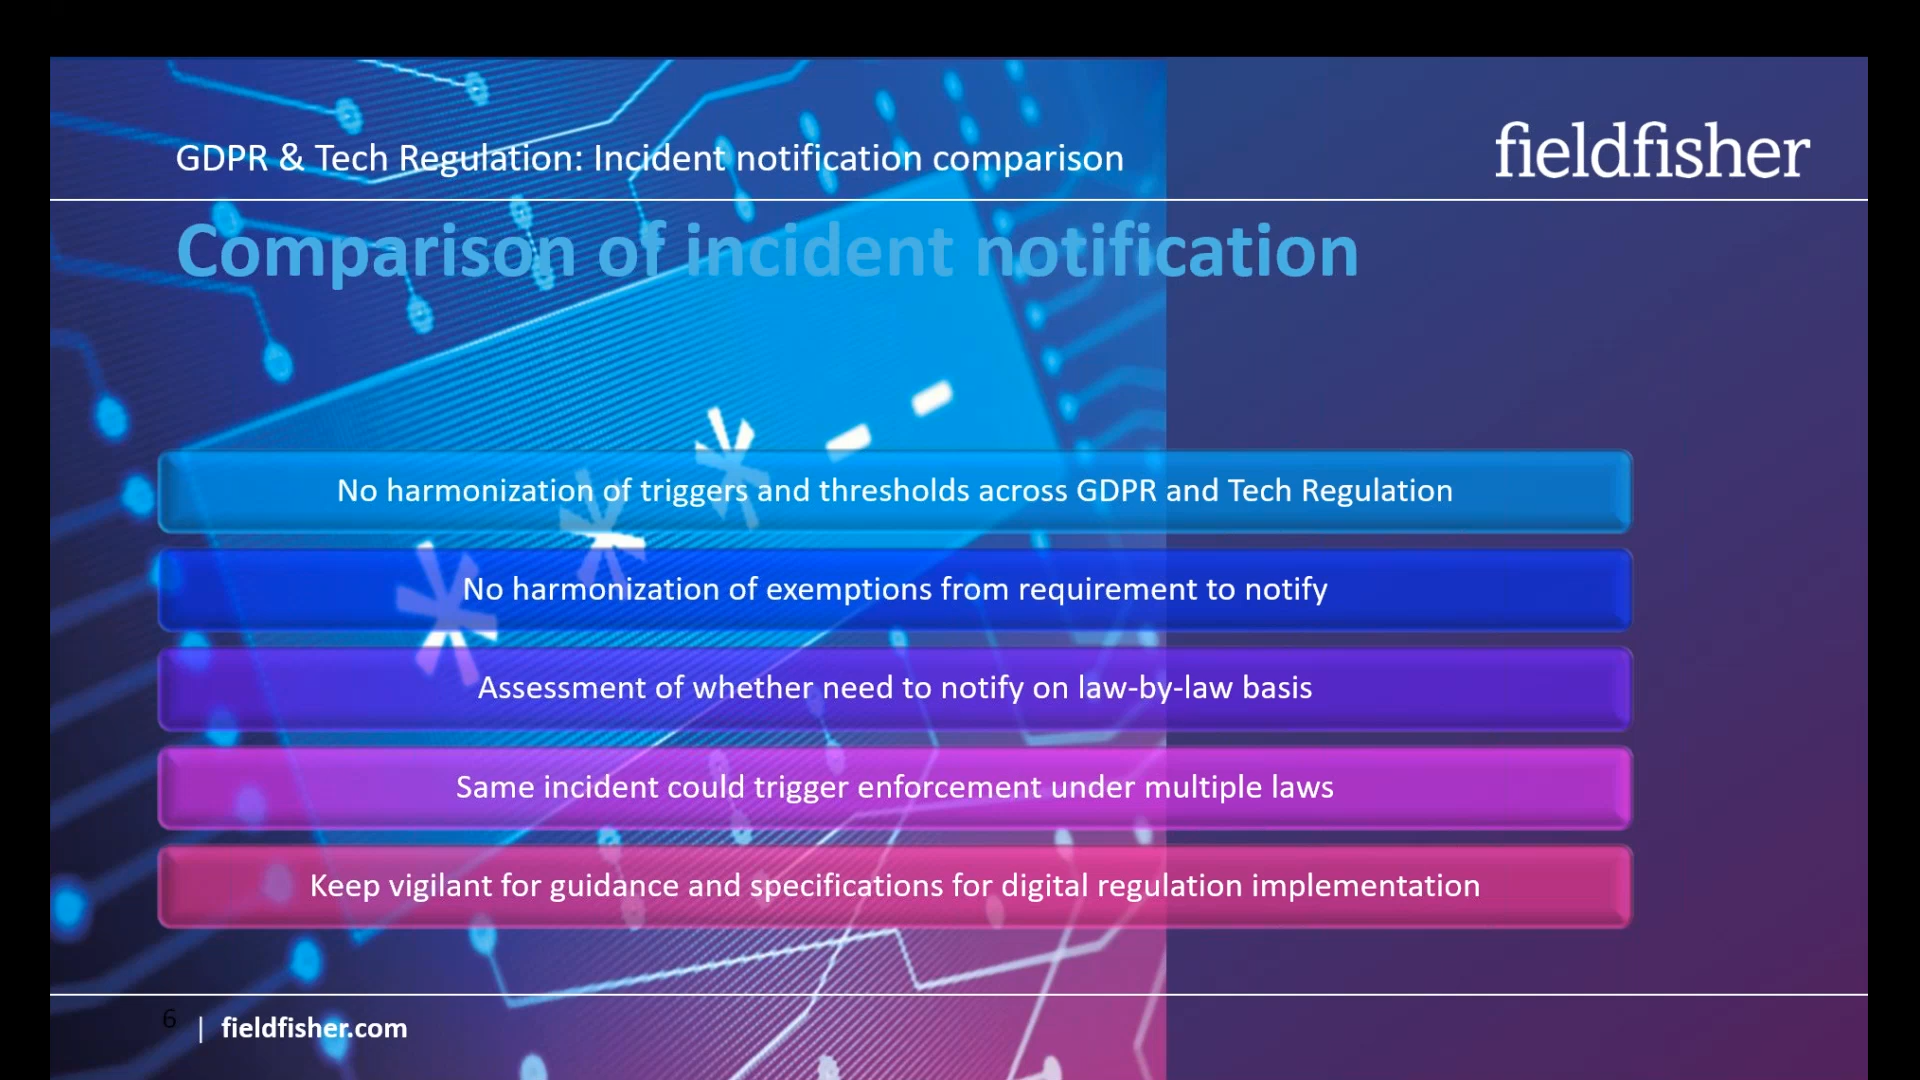 GDPR & Tech Regulation: Incident notification comparison
fieldfisher
Comparison of incident notification
No harmonization of triggers and thresholds across GDPR and Tech Regulation
No harmonization of exemptions from requirement to notify
Assessment of whether need to notify on law-by-law basis
Same incident could trigger enforcement under multiple laws
Keep vigilant for guidance and specifications for digital regulation implementation
6 | fieldfisher.com